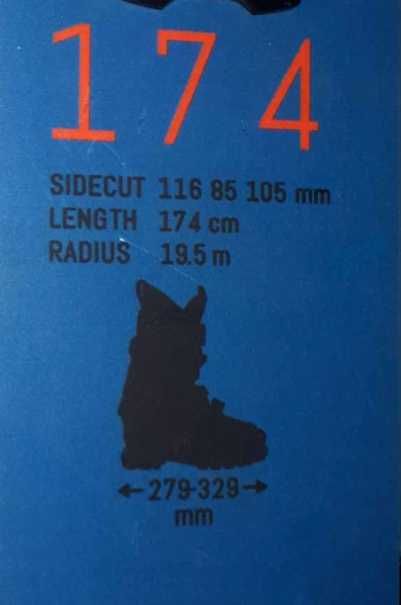 174
SIDECUT 116 85 105 mm
LENGTH 174 cm
RADIUS 19.5 m
279-329
mm